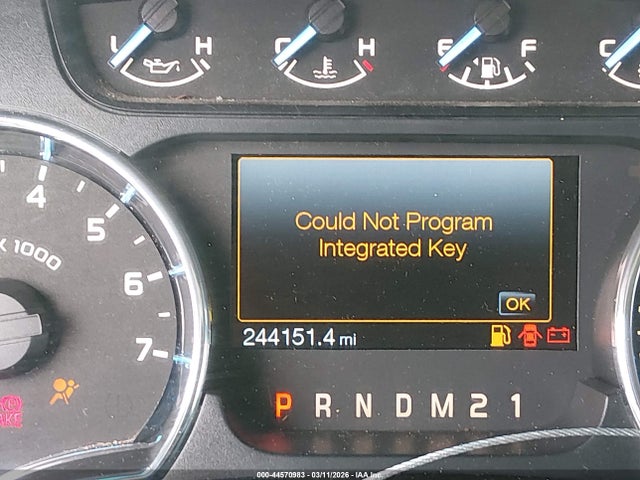 L H
C H
E F
C
4
5
X 1000
6
7
Could Not Program
Integrated Key
OK
244151.4 mi
P R N D M 2 1
000-44570983 - 03/11/2026 - IAA Inc.